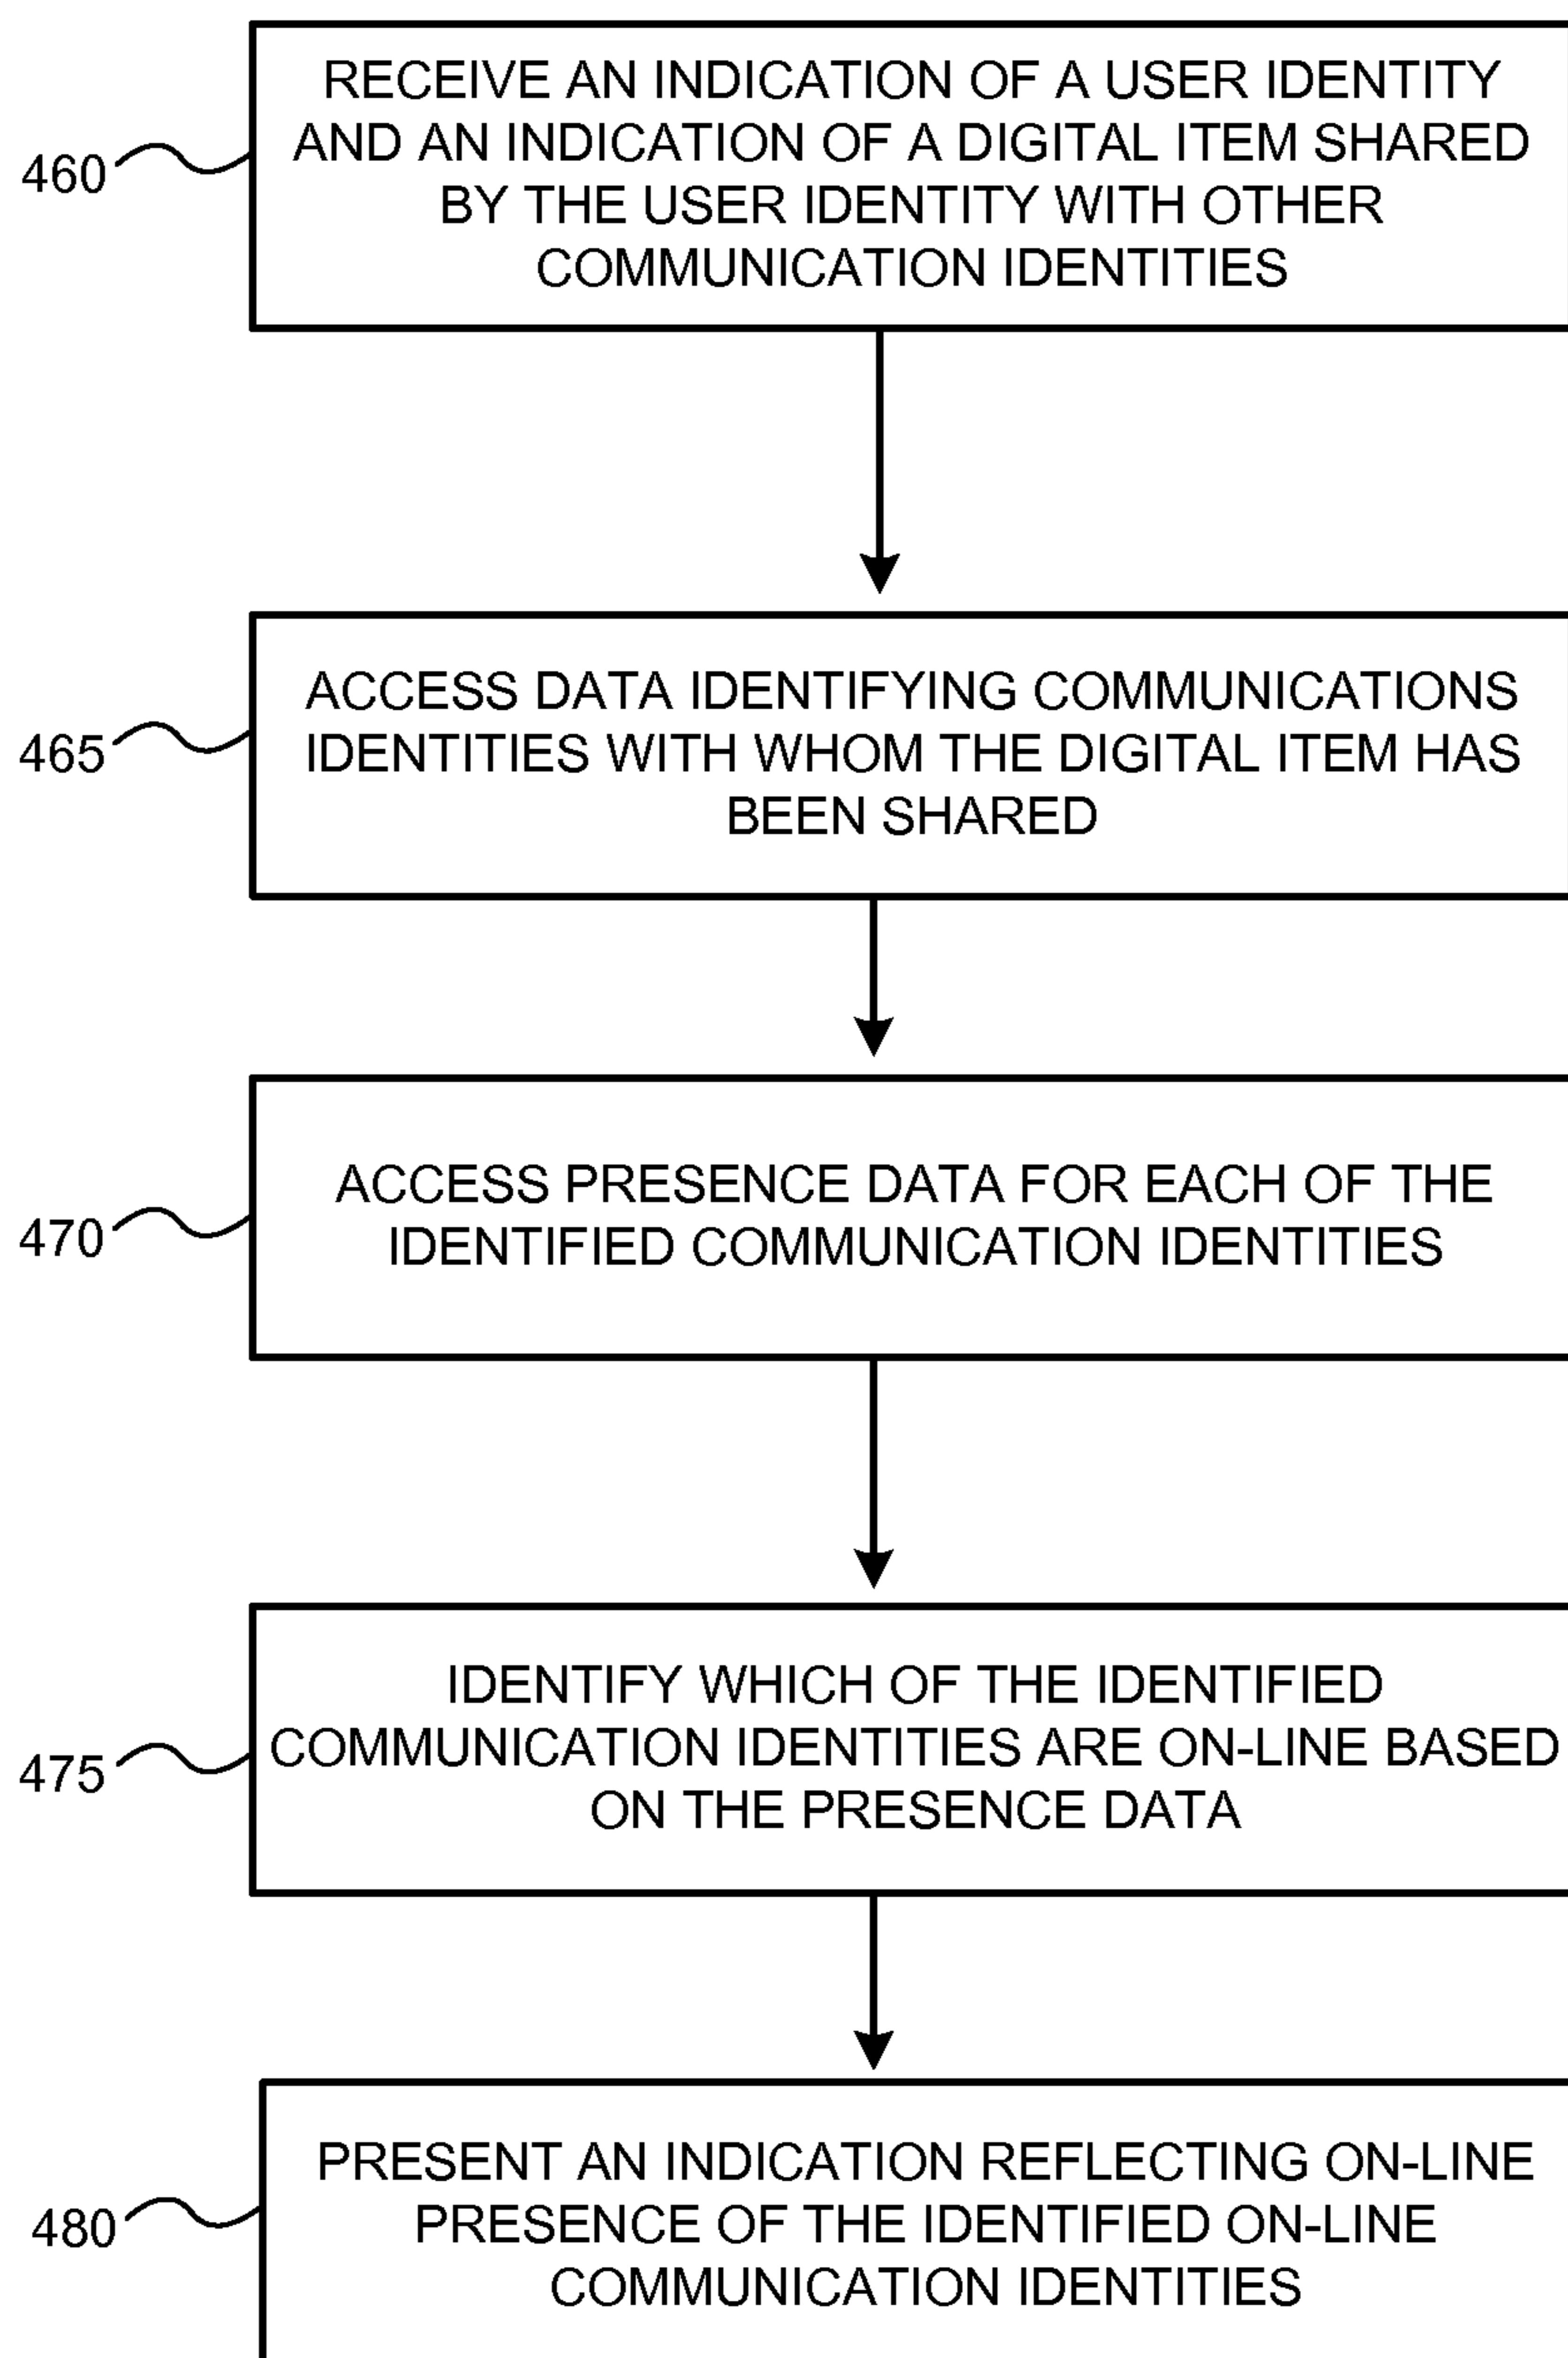 RECEIVE AN INDICATION OF A USER IDENTITY
AND AN INDICATION OF A DIGITAL ITEM SHARED
BY THE USER IDENTITY WITH OTHER
COMMUNICATION IDENTITIES
460
ACCESS DATA IDENTIFYING COMMUNICATIONS
IDENTITIES WITH WHOM THE DIGITAL ITEM HAS
BEEN SHARED
465
ACCESS PRESENCE DATA FOR EACH OF THE
IDENTIFIED COMMUNICATION IDENTITIES
470
IDENTIFY WHICH OF THE IDENTIFIED
COMMUNICATION IDENTITIES ARE ON-LINE BASED
ON THE PRESENCE DATA
475
PRESENT AN INDICATION REFLECTING ON-LINE
PRESENCE OF THE IDENTIFIED ON-LINE
COMMUNICATION IDENTITIES
480